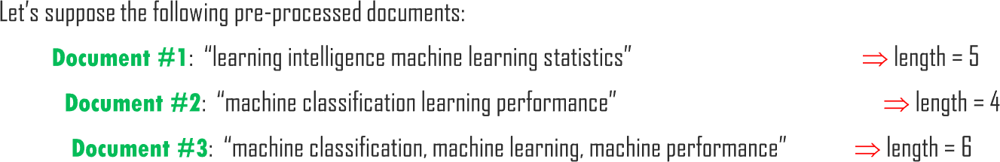 Let's suppose the following pre-processed documents:
Document #1: “learning intelligence machine learning statistics” ⇒ length = 5
Document #2: “machine classification learning performance” ⇒ length = 4
Document #3: “machine classification, machine learning, machine performance” ⇒ length = 6